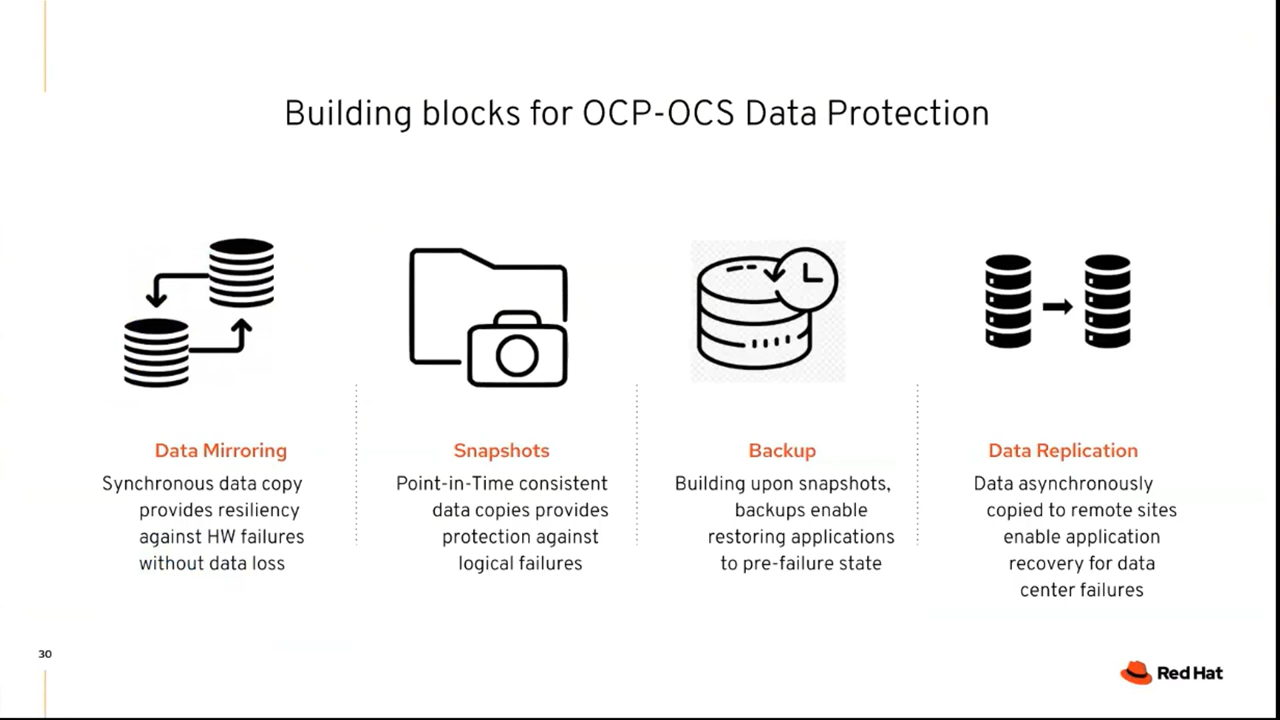 Building blocks for OCP-OCS Data Protection
Data Mirroring
Synchronous data copy
provides resiliency
against HW failures
without data loss
Snapshots
Point-in-Time consistent
data copies provides
protection against
logical failures
Backup
Building upon snapshots,
backups enable
restoring applications
to pre-failure state
Data Replication
Data asynchronously
copied to remote sites
enable application
recovery for data
center failures
30
Red Hat